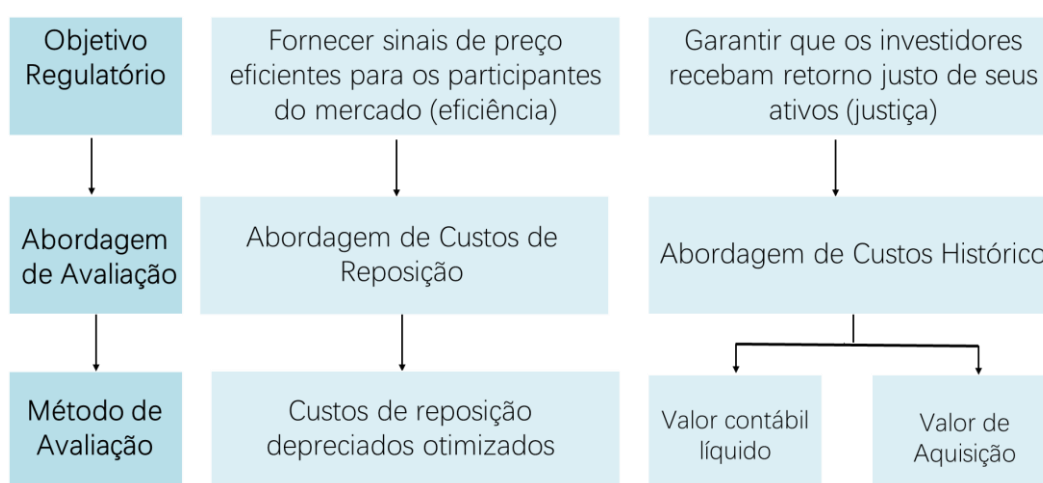 Objetivo
Regulatório
Fornecer sinais de preço
eficientes para os participantes
do mercado (eficiência)
Garantir que os investidores
recebam retorno justo de seus
ativos (justiça)
Abordagem
de Avaliação
Abordagem de Custos de
Reposição
Abordagem de Custos Histórico
Método de
Avaliação
Custos de reposição
depreciados otimizados
Valor contábil
líquido
Valor de
Aquisição